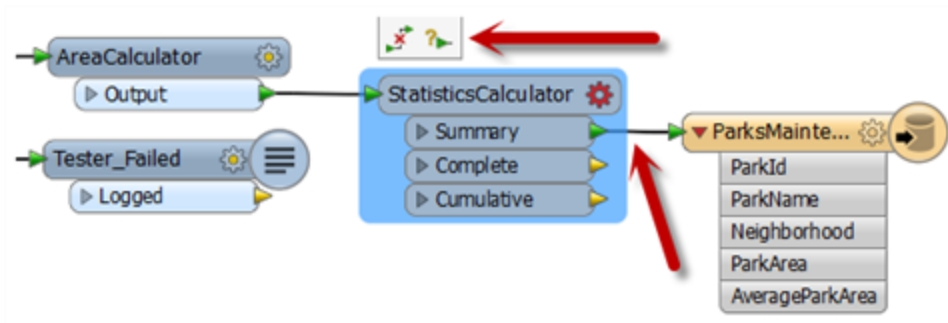 AreaCalculator
Output
Tester_Failed
Logged
StatisticsCalculator
Summary
Complete
Cumulative
ParksMainte...
ParkId
ParkName
Neighborhood
ParkArea
AverageParkArea